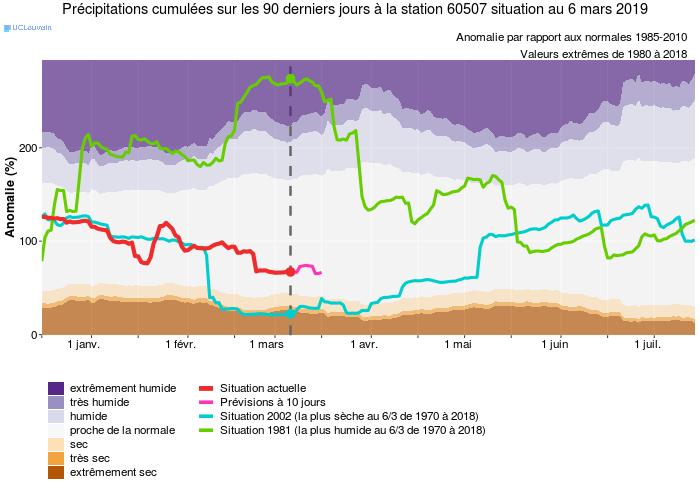 Précipitations cumulées sur les 90 derniers jours à la station 60507 situation au 6 mars 2019
UCLouvain
Anomalie par rapport aux normales 1985-2010
Valeurs extrêmes de 1980 à 2018
Anomalie (%)
200
100
0
1 janv.
1 févr.
1 mars
1 avr.
1 mai
1 juin
1 juil.
extrêmement humide
très humide
humide
proche de la normale
sec
très sec
extrêmement sec
Situation actuelle
Prévisions à 10 jours
Situation 2002 (la plus sèche au 6/3 de 1970 à 2018)
Situation 1981 (la plus humide au 6/3 de 1970 à 2018)